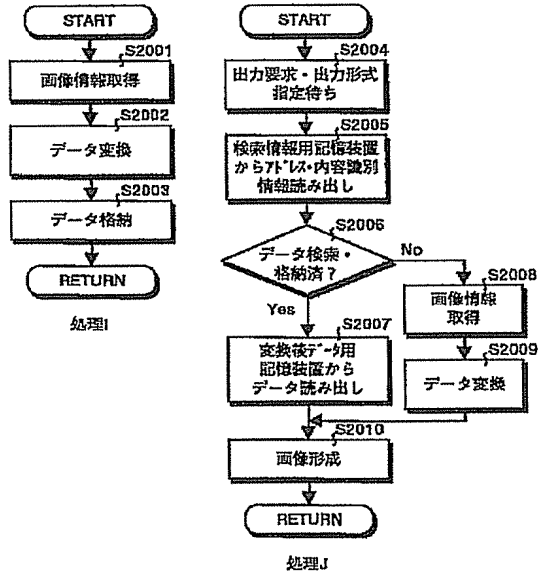 START
S2001
画像情報取得
S2002
データ変換
S2003
データ格納
RETURN
処理I
START
S2004
出力要求・出力形式
指定待ち
S2005
検索情報用記憶装置
からｱﾄﾞﾚｽ・内容識別
情報読み出し
S2006
データ検索・
格納済？
No
Yes
S2007
変換後ﾃﾞｰﾀ用
記憶装置から
データ読み出し
S2008
画像情報
取得
S2009
データ変換
S2010
画像形成
RETURN
処理J